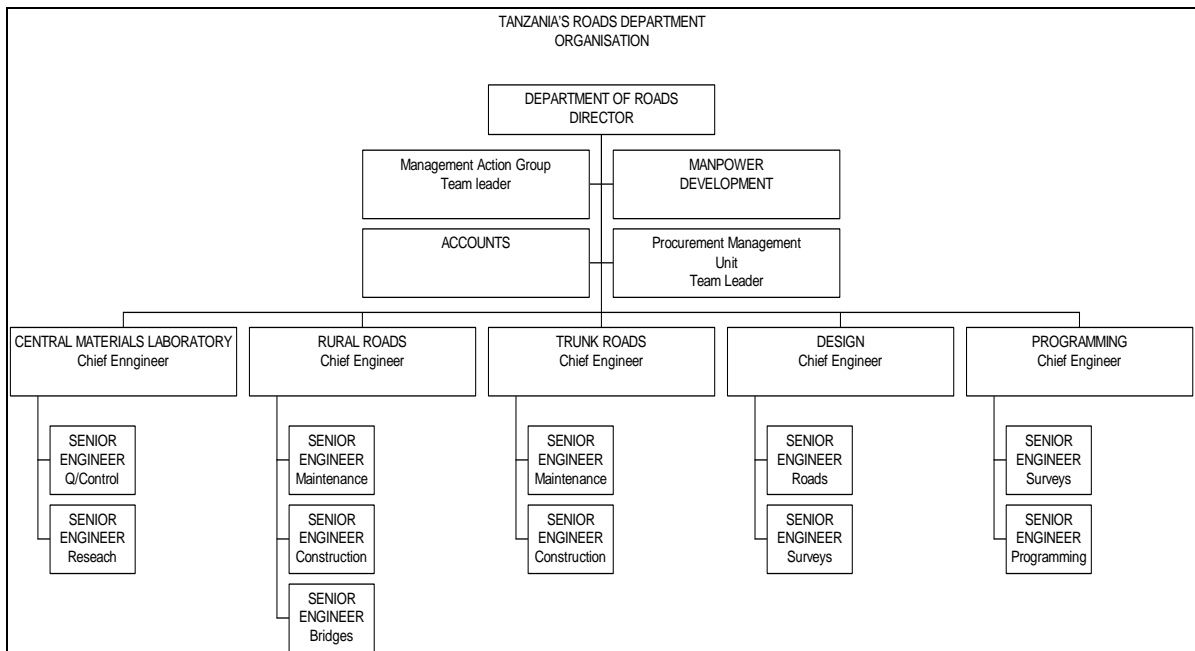 TANZANIA'S ROADS DEPARTMENT
ORGANISATION
DEPARTMENT OF ROADS
DIRECTOR
Management Action Group
Team leader
MANPOWER
DEVELOPMENT
ACCOUNTS
Procurement Management
Unit
Team Leader
CENTRAL MATERIALS LABORATORY
Chief Enngineer
RURAL ROADS
Chief Engineer
TRUNK ROADS
Chief Engineer
DESIGN
Chief Engineer
PROGRAMMING
Chief Engineer
SENIOR
ENGINEER
Q/Control
SENIOR
ENGINEER
Reseach
SENIOR
ENGINEER
Maintenance
SENIOR
ENGINEER
Construction
SENIOR
ENGINEER
Bridges
SENIOR
ENGINEER
Maintenance
SENIOR
ENGINEER
Construction
SENIOR
ENGINEER
Roads
SENIOR
ENGINEER
Surveys
SENIOR
ENGINEER
Surveys
SENIOR
ENGINEER
Programming